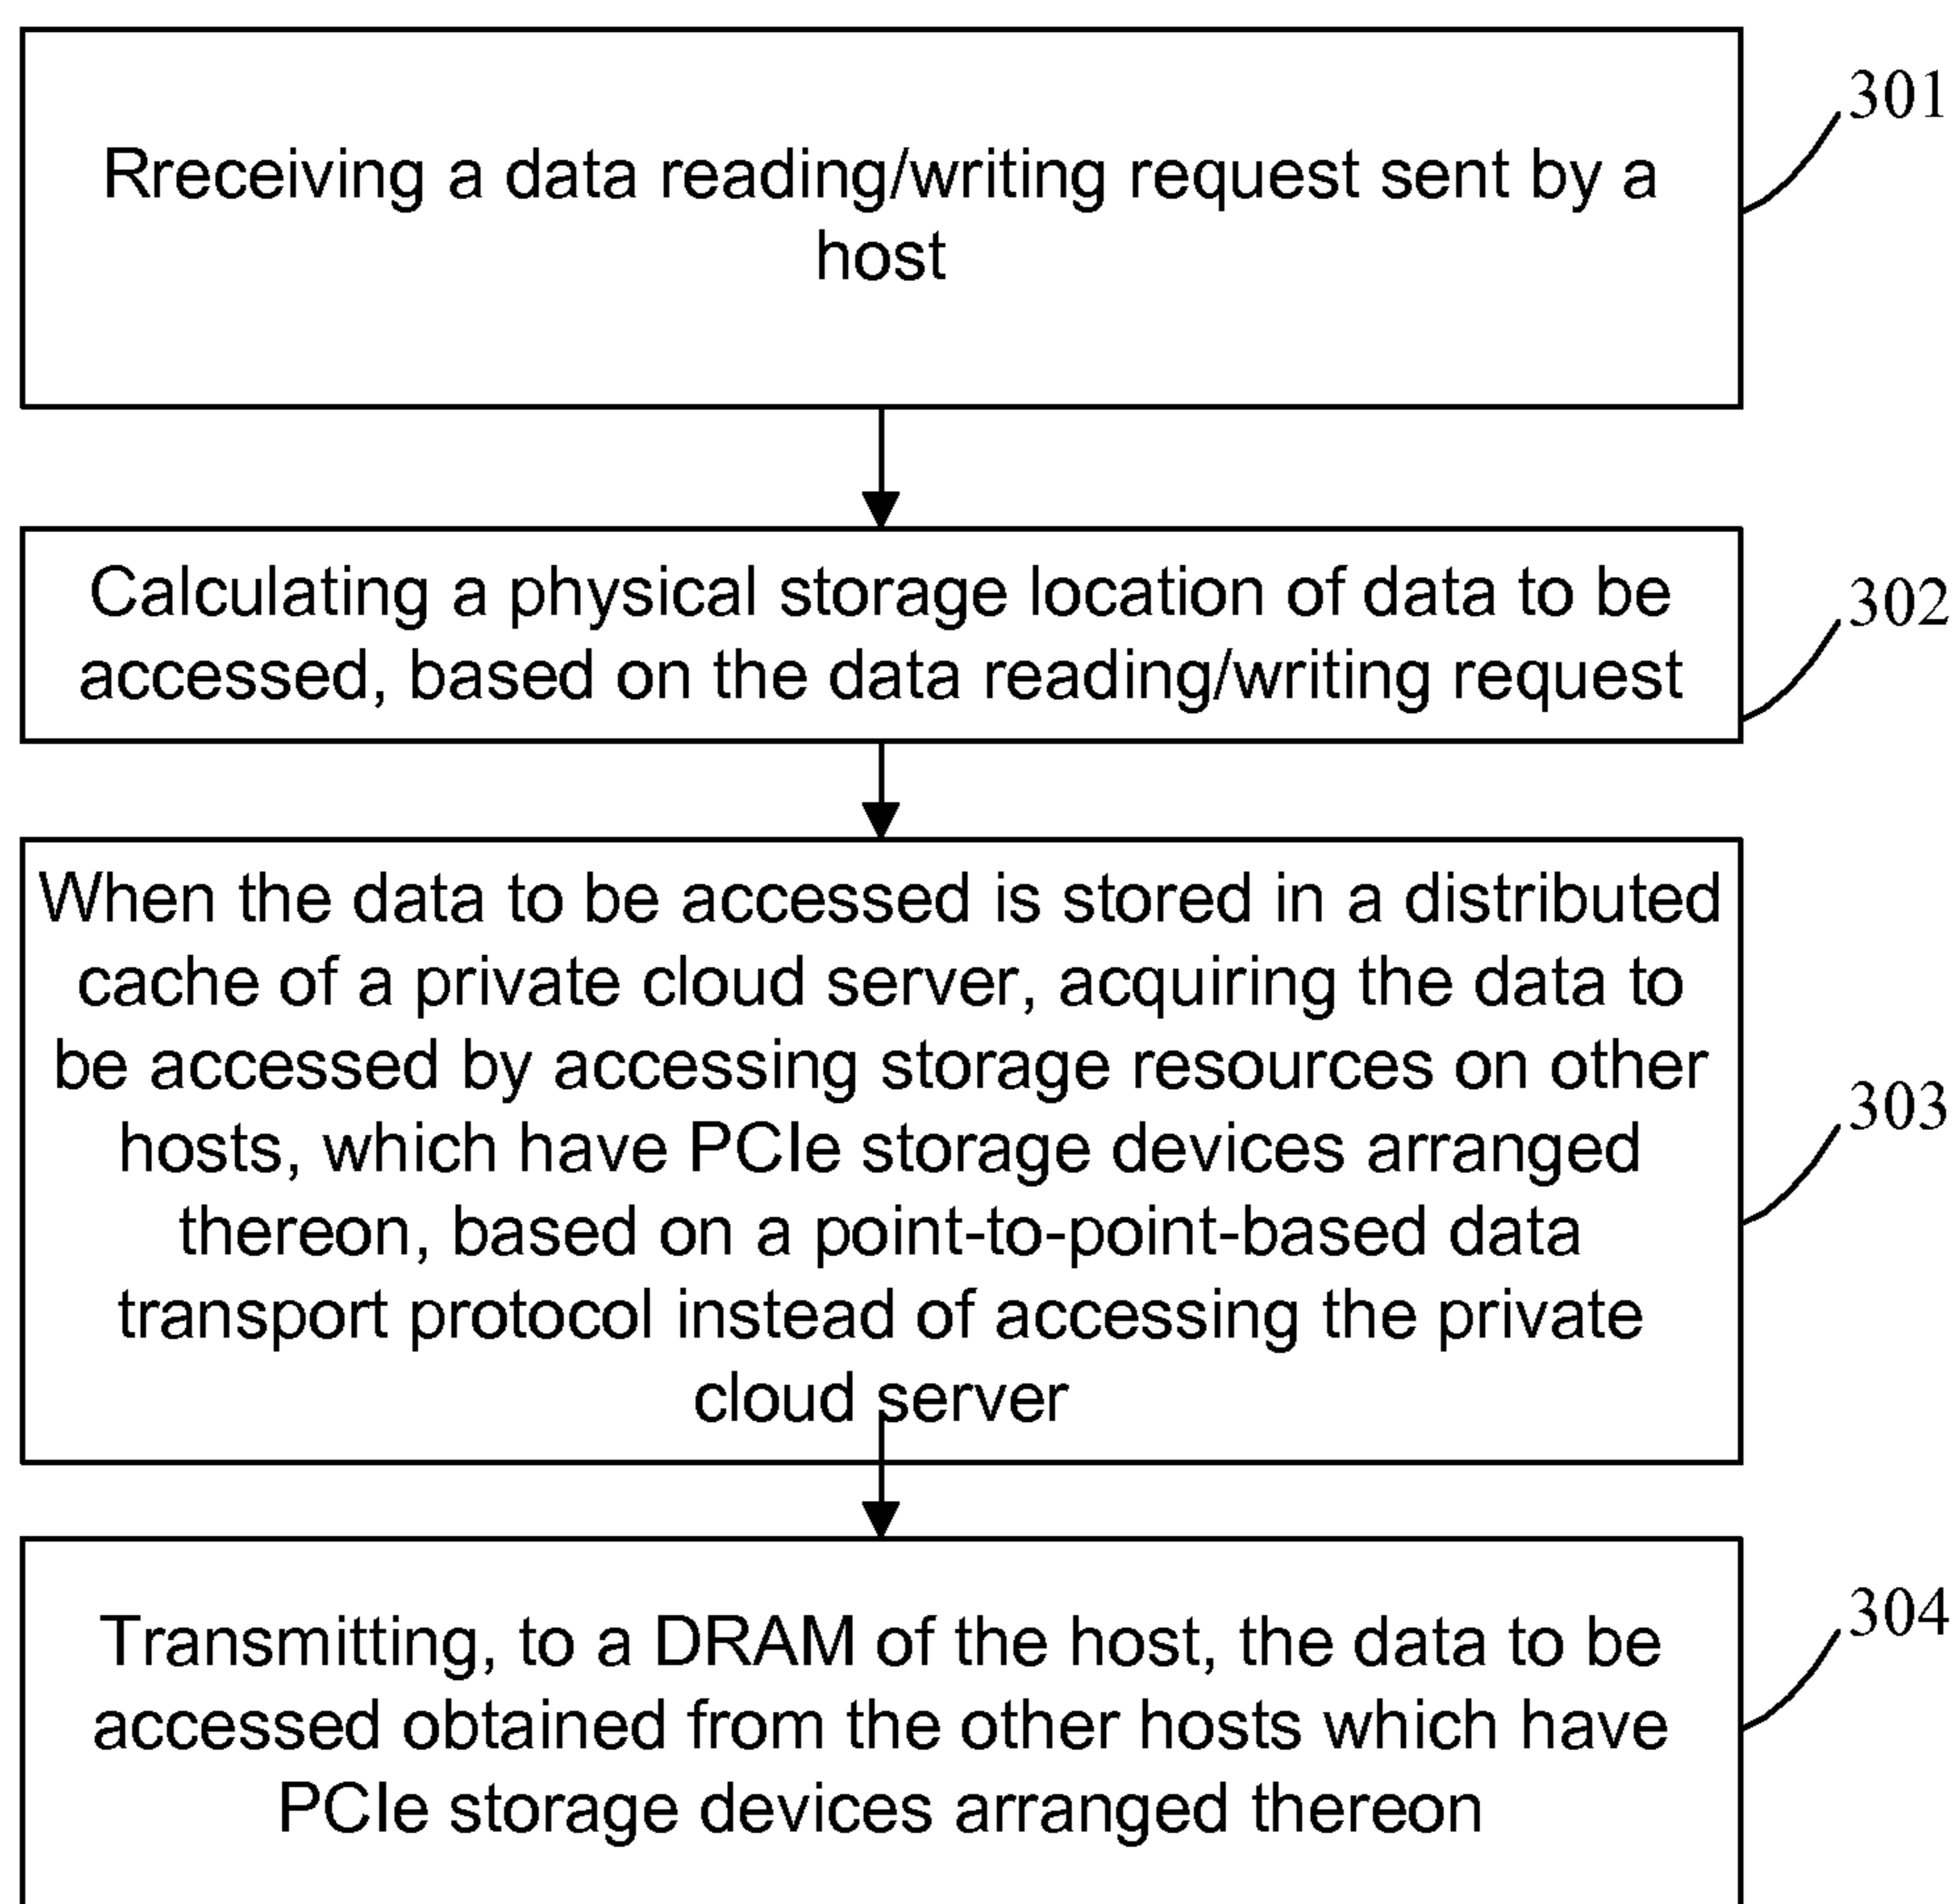 301
Rreceiving a data reading/writing request sent by a
host
302
Calculating a physical storage location of data to be
accessed, based on the data reading/writing request
When the data to be accessed is stored in a distributed
cache of a private cloud server, acquiring the data to
be accessed by accessing storage resources on other
303
hosts, which have PCIe storage devices arranged
thereon, based on a point-to-point-based data
transport protocol instead of accessing the private
cloud server
304
Transmitting, to a DRAM of the host, the data to be
accessed obtained from the other hosts which have
PCIe storage devices arranged thereon